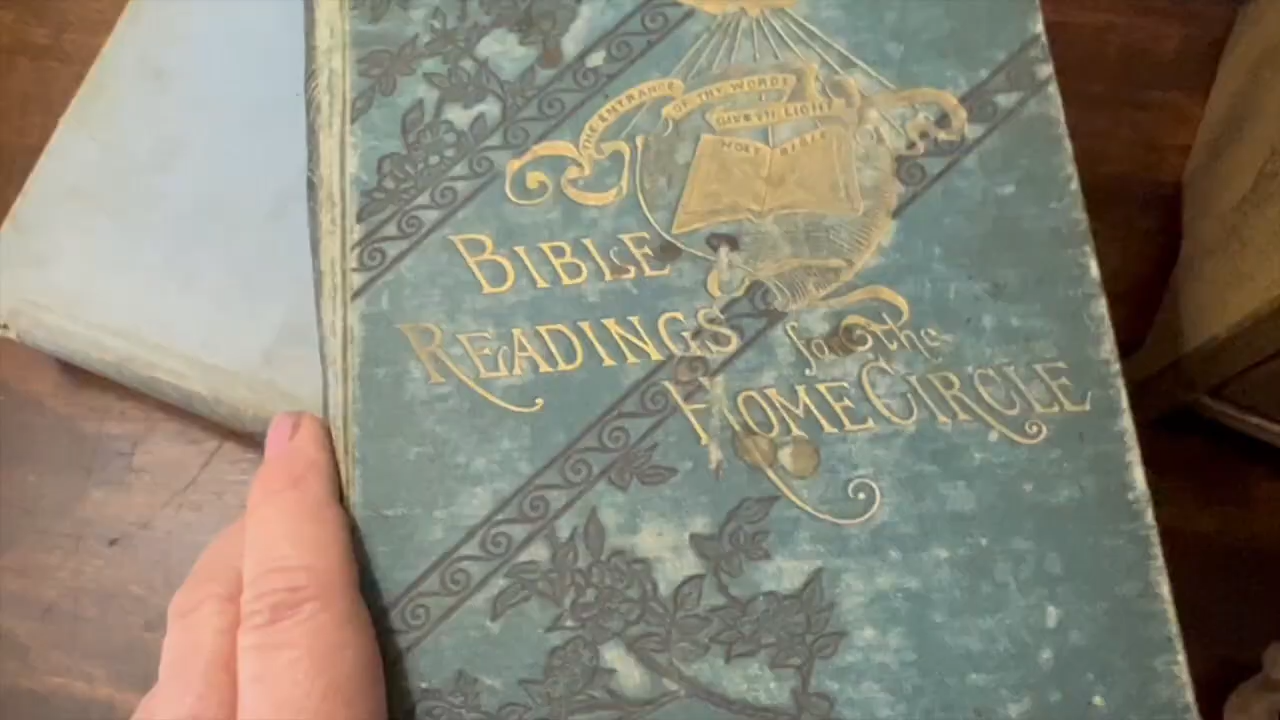 THE ENTRANCE OF THY WORDS
GIVETH LIGHT
HOLY BIBLE
BIBLE
READINGS for the
HOME CIRCLE